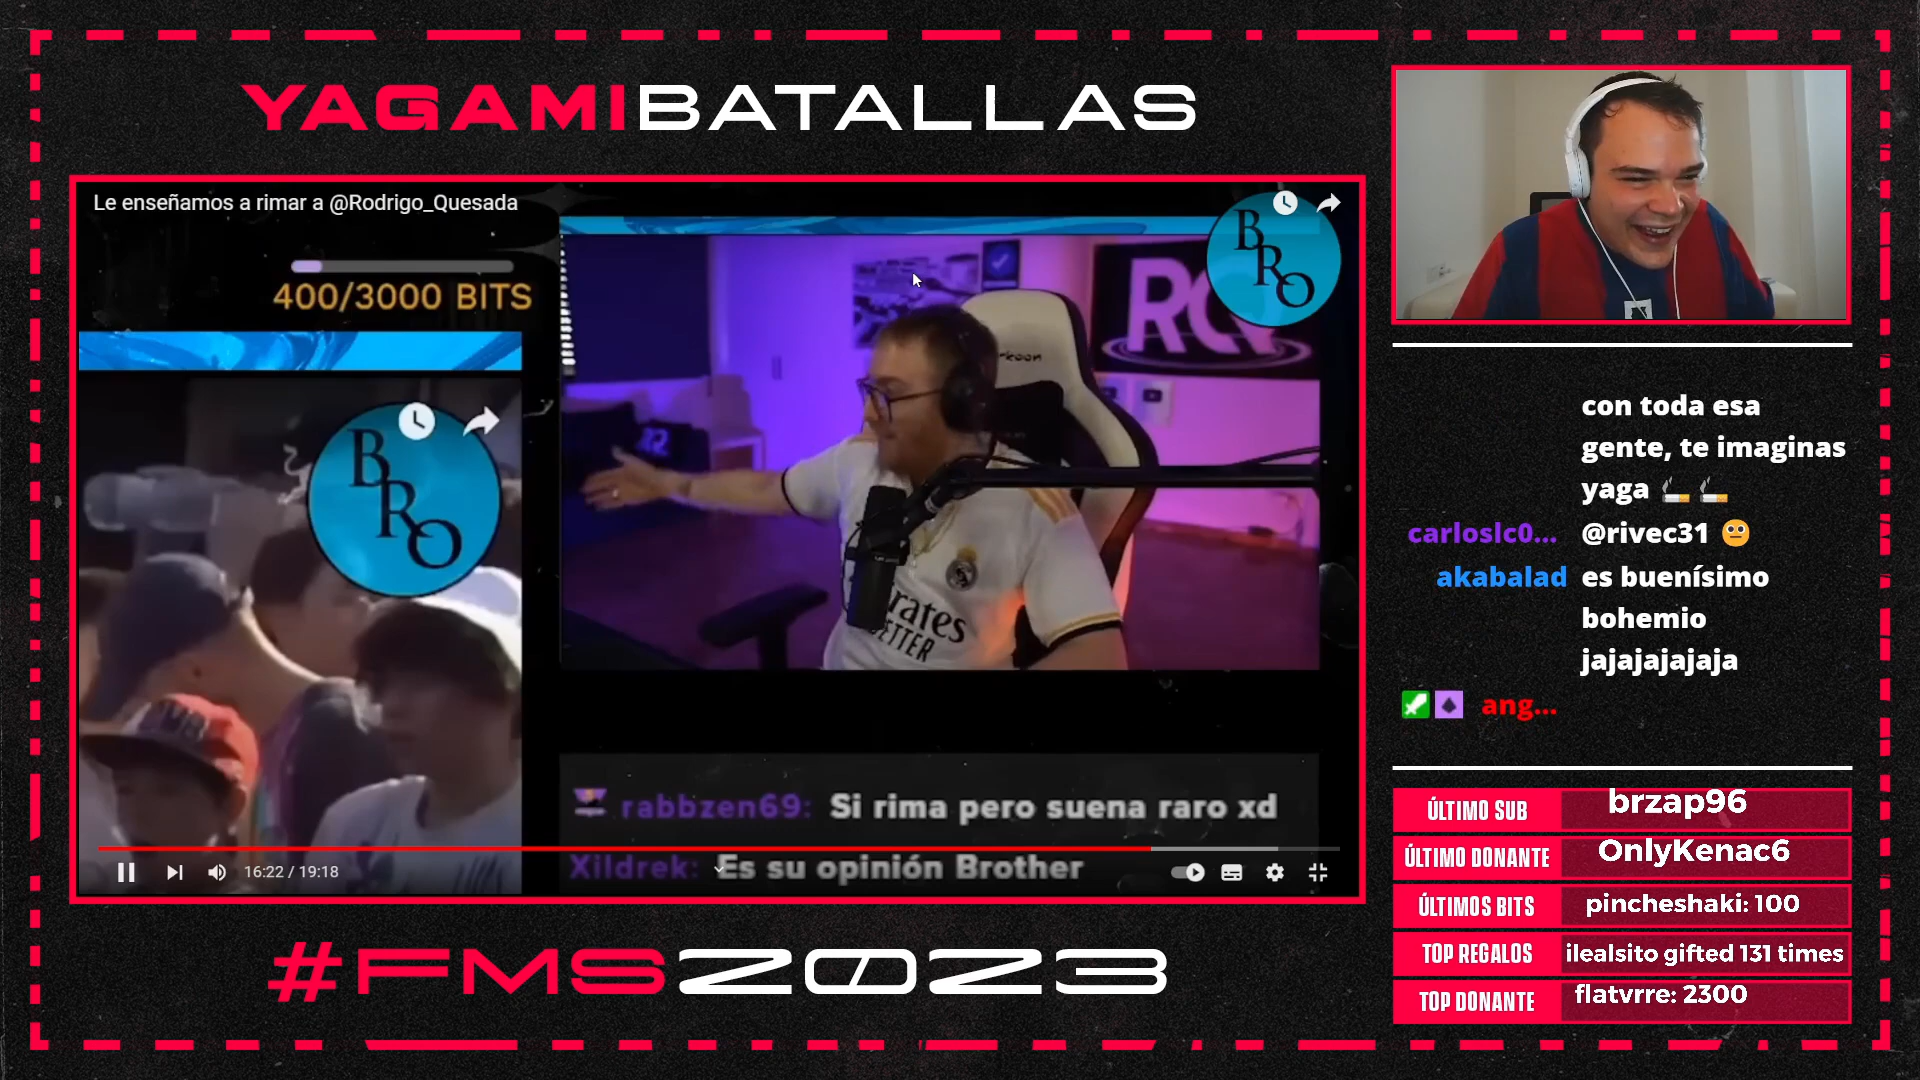 YAGAMIBATALLAS
Le enseñamos a rimar a @Rodrigo_Quesada
400/3000 BITS
BRO
BRO
rkoon
rates
ETTER
rabbzen69: Si rima pero suena raro xd
Xildrek: Es su opinión Brother
16:22 / 19:18
#FMS2023
con toda esa
gente, te imaginas
yaga
carloslc0... @rivec31
akabalad es buenísimo
bohemio
jajajajajaja
ang...
ÚLTIMO SUB brzap96
ÚLTIMO DONANTE OnlyKenac6
ÚLTIMOS BITS pincheshaki: 100
TOP REGALOS ilealsito gifted 131 times
TOP DONANTE flatvrre: 2300